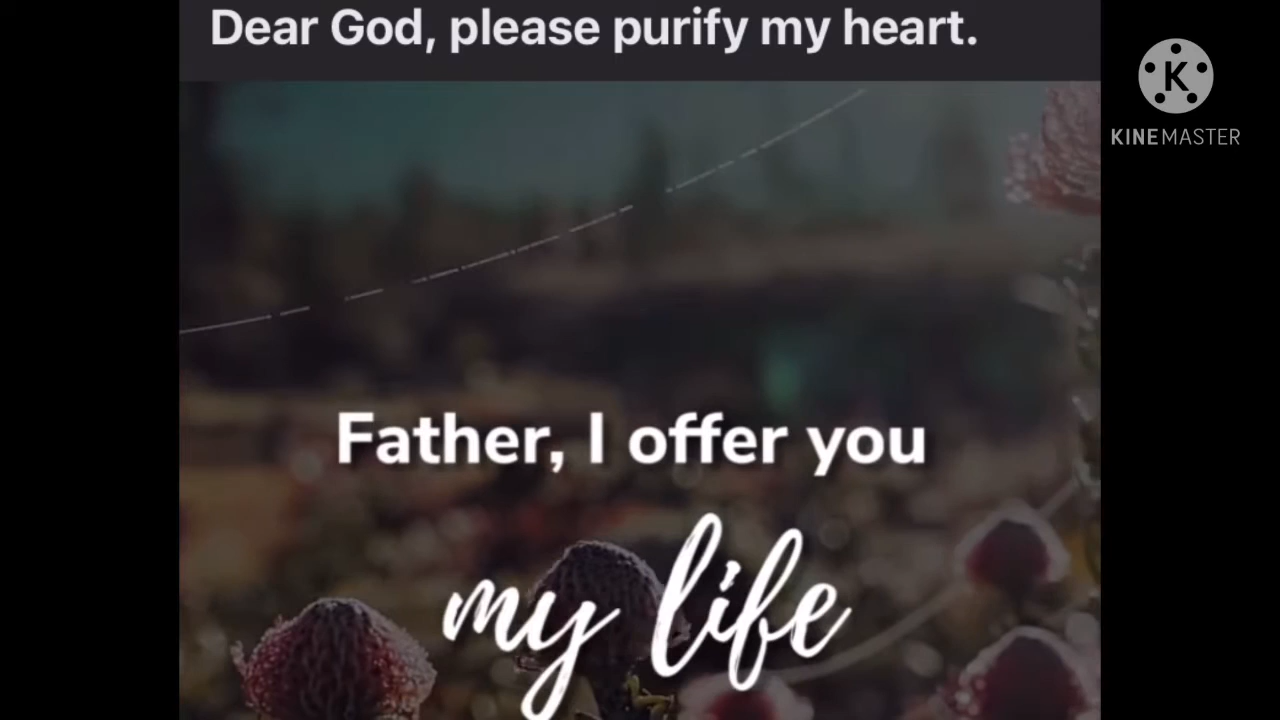 Dear God, please purify my heart.
K
KINEMASTER
Father, I offer you
my life